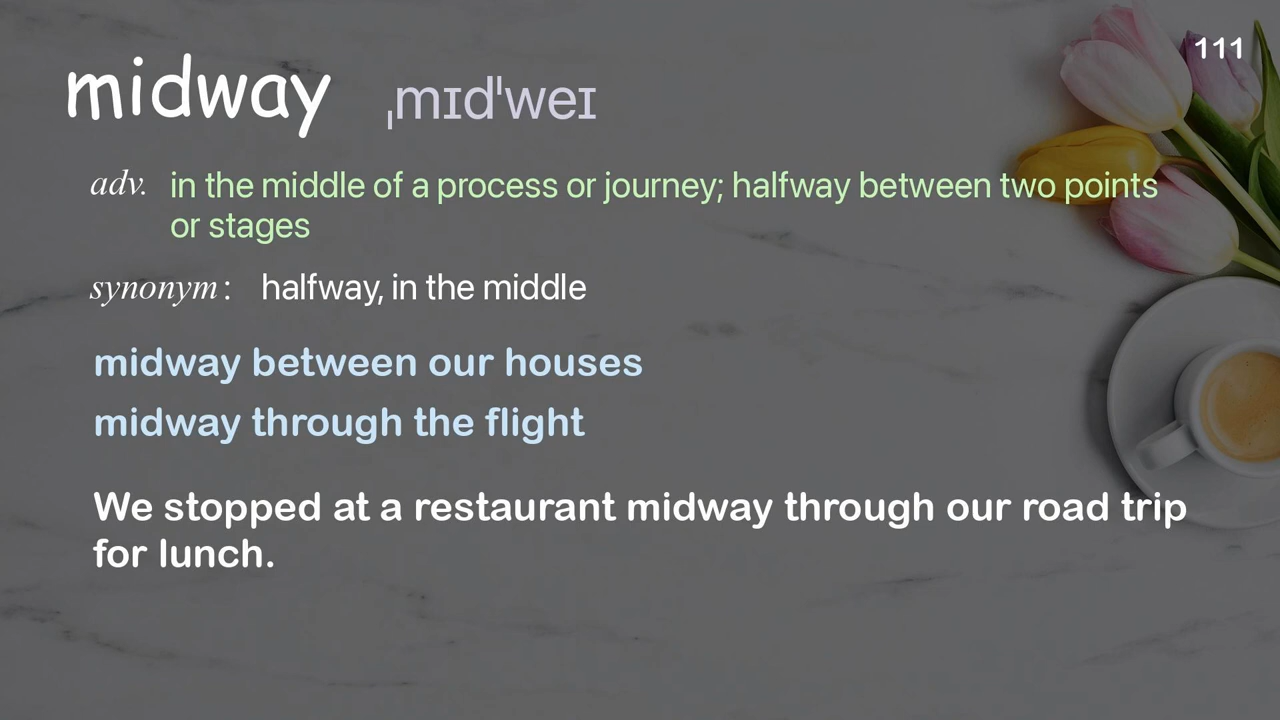 111
midway ˌmɪdˈweɪ
adv. in the middle of a process or journey; halfway between two points
or stages
synonym: halfway, in the middle
midway between our houses
midway through the flight
We stopped at a restaurant midway through our road trip
for lunch.